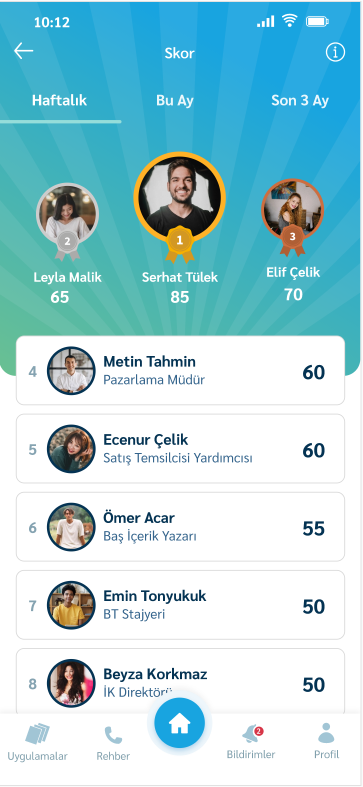 10:12
Skor
Haftalık
Bu Ay
Son 3 Ay
2
1
3
Leyla Malik
65
Serhat Tülek
85
Elif Çelik
70
4
Metin Tahmin
Pazarlama Müdür
60
5
Ecenur Çelik
Satış Temsilcisi Yardımcısı
60
6
Ömer Acar
Baş İçerik Yazarı
55
7
Emin Tonyukuk
BT Stajyeri
50
8
Beyza Korkmaz
İK Direktörü
50
Uygulamalar
Rehber
2
Bildirimler
Profil